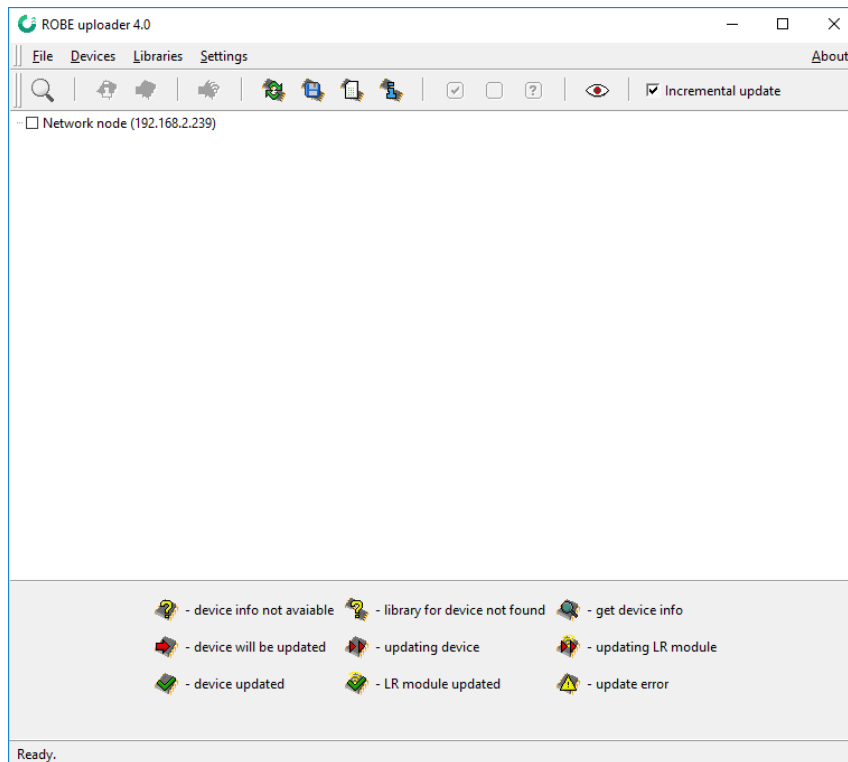 ROBE uploader 4.0
File Devices Libraries Settings About
Incremental update
Network node (192.168.2.239)
- device info not avaiable - library for device not found - get device info
- device will be updated - updating device - updating LR module
- device updated - LR module updated - update error
Ready.